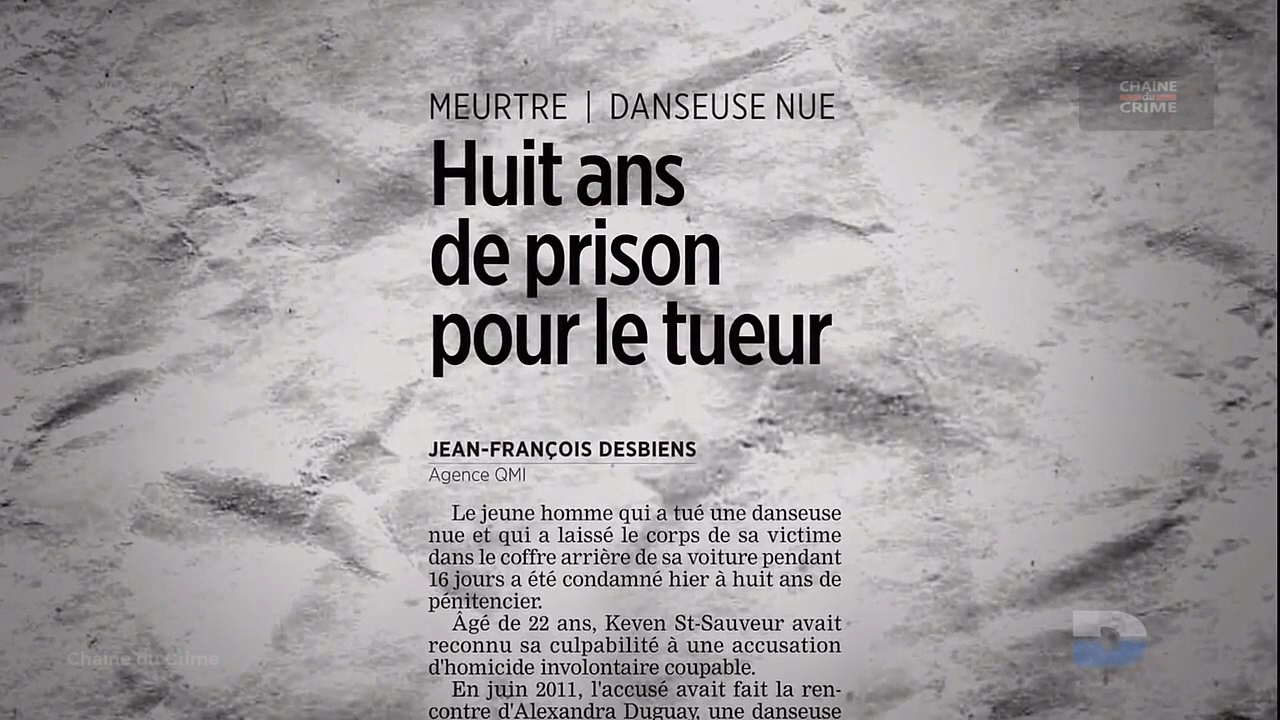 CHAINE
du
CRIME
MEURTRE | DANSEUSE NUE
Huit ans
de prison
pour le tueur
JEAN-FRANÇOIS DESBIENS
Agence QMI
Le jeune homme qui a tué une danseuse
nue et qui a laissé le corps de sa victime
dans le coffre arrière de sa voiture pendant
16 jours a été condamné hier à huit ans de
pénitencier.
Âgé de 22 ans, Keven St-Sauveur avait
reconnu sa culpabilité à une accusation
d'homicide involontaire coupable.
En juin 2011, l'accusé avait fait la ren-
contre d'Alexandra Duguay, une danseuse
Chaine du Crime
D